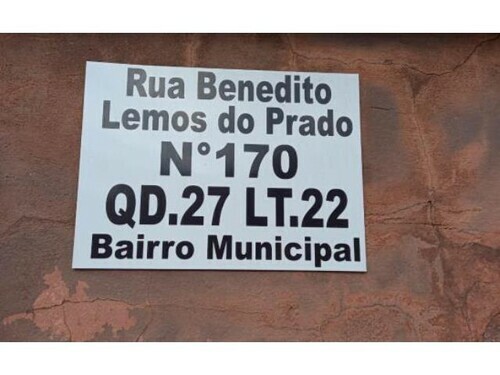 Rua Benedito
Lemos do Prado
N°170
QD.27 LT.22
Bairro Municipal